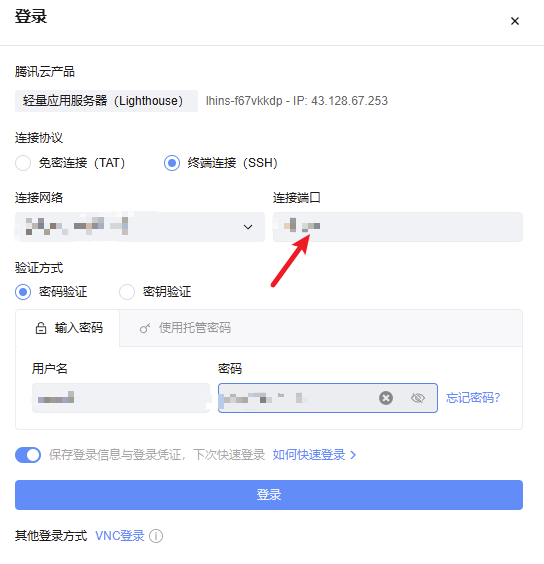 登录
腾讯云产品
轻量应用服务器（Lighthouse） lhins-f67vkkdp - IP: 43.128.67.253
连接协议
免密连接（TAT） 终端连接（SSH）
连接网络 连接端口
验证方式
密码验证 密钥验证
输入密码 使用托管密码
用户名 密码
忘记密码?
保存登录信息与登录凭证，下次快速登录 如何快速登录
登录
其他登录方式 VNC登录